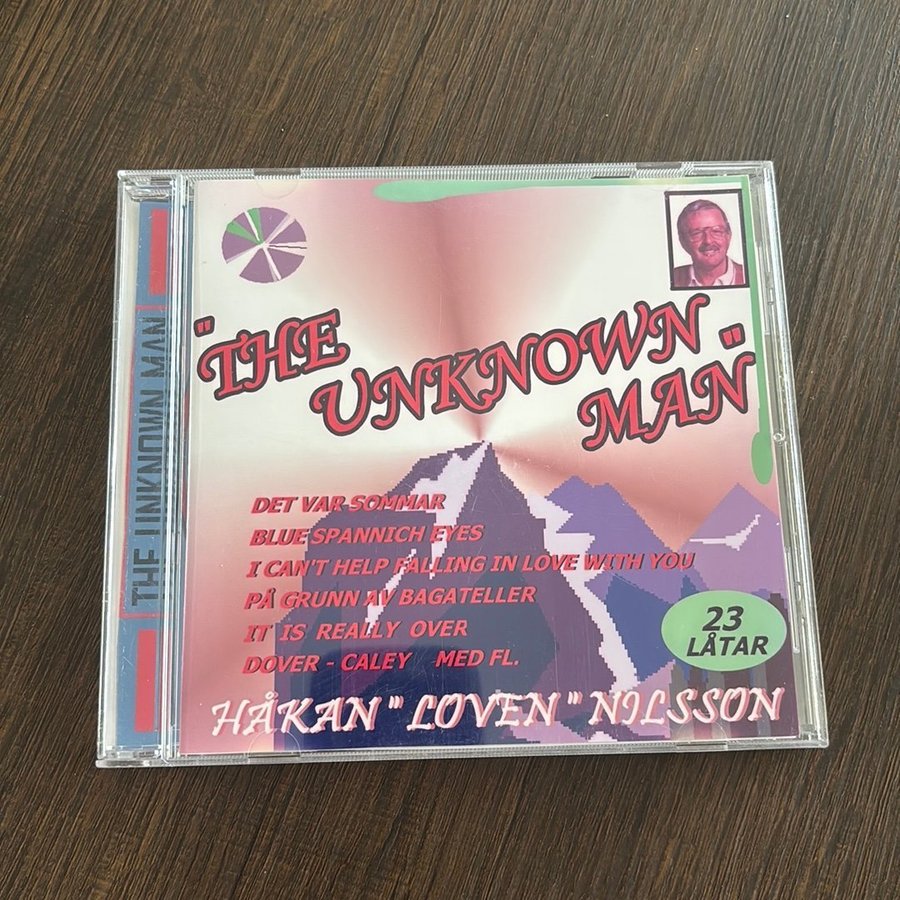 THE UNKNOWN MAN
"THE
UNKNOWN
MAN"
DET VAR SOMMAR
BLUE SPANNICH EYES
I CAN'T HELP FALLING IN LOVE WITH YOU
PÅ GRUNN AV BAGATELLER
IT IS REALLY OVER
DOVER - CALEY MED FL.
23
LÅTAR
HÅKAN "LOVEN" NILSSON